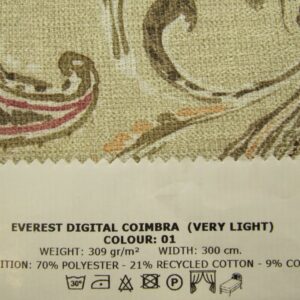 EVEREST DIGITAL COIMBRA (VERY LIGHT)
COLOUR: 01
WEIGHT: 309 gr/m² WIDTH: 300 cm.
ITION: 70% POLYESTER - 21% RECYCLED COTTON - 9% CO
30°
P